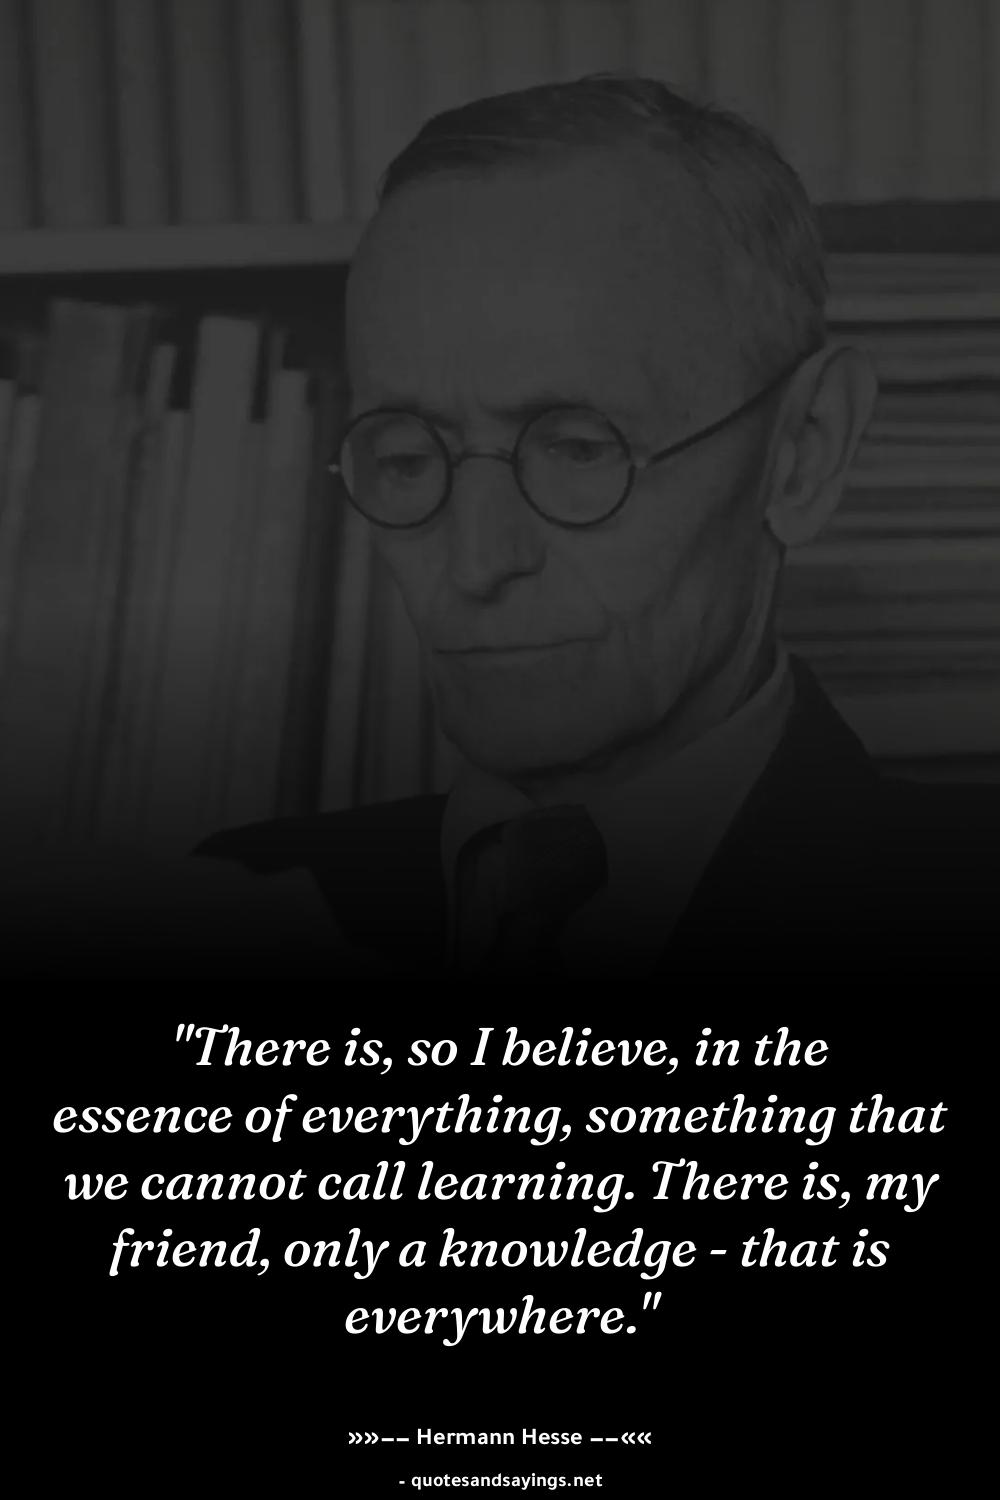 "There is, so I believe, in the
essence of everything, something that
we cannot call learning. There is, my
friend, only a knowledge - that is
everywhere."
»»–– Hermann Hesse ––««
- quotesandsayings.net